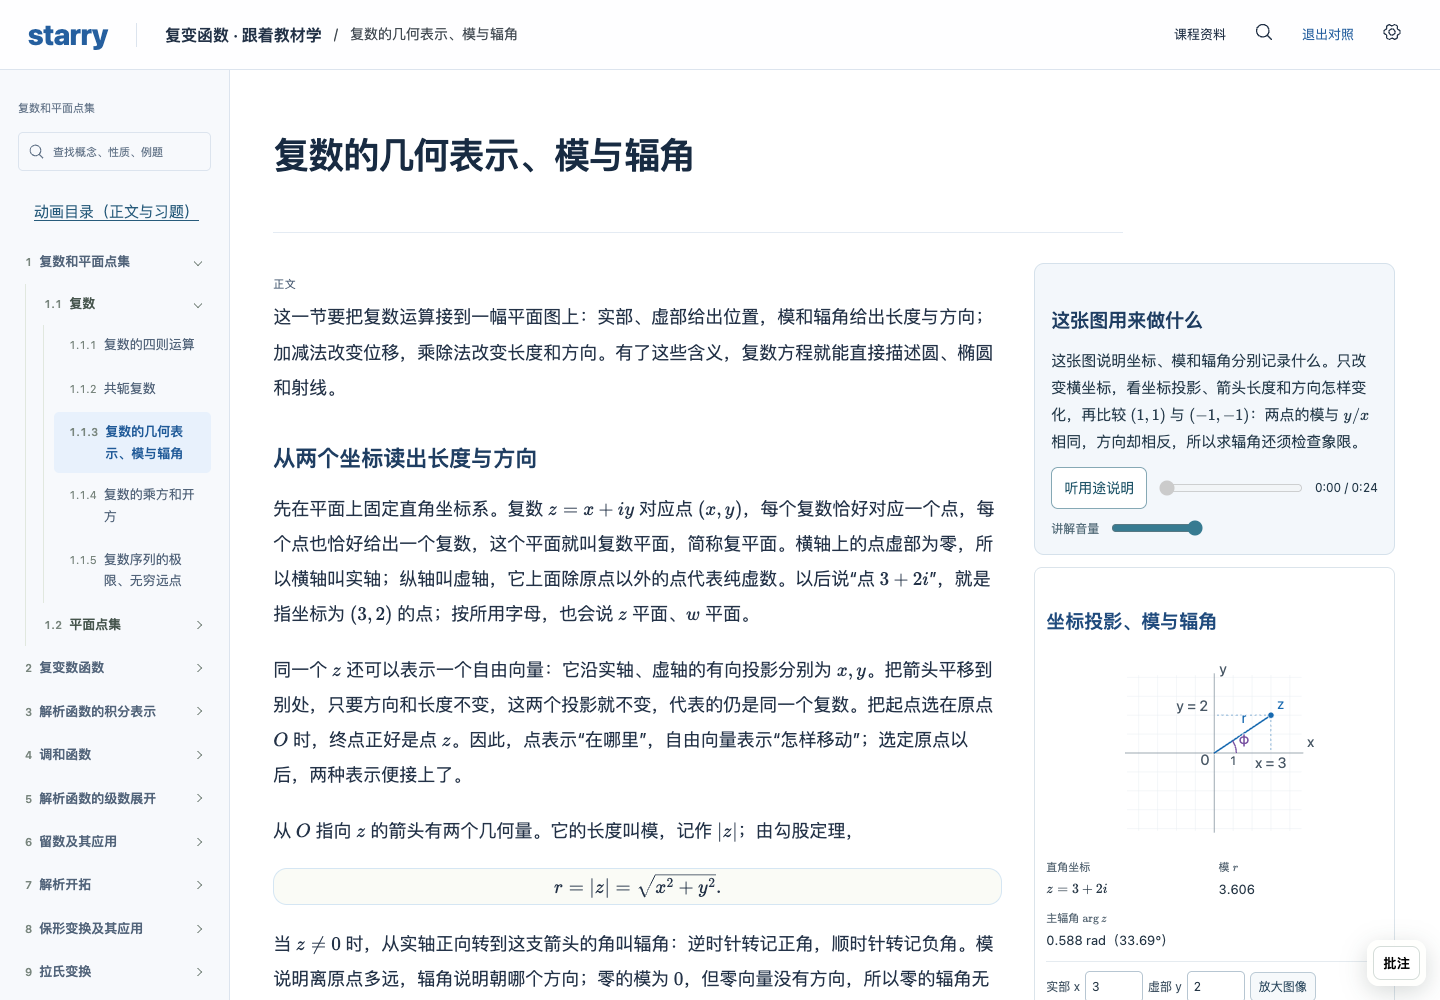 starry
复变函数 · 跟着教材学 / 复数的几何表示、模与辐角
课程资料
退出对照
复数和平面点集
查找概念、性质、例题
动画目录（正文与习题）
1 复数和平面点集
1.1 复数
1.1.1 复数的四则运算
1.1.2 共轭复数
1.1.3 复数的几何表
示、模与辐角
1.1.4 复数的乘方和开
方
1.1.5 复数序列的极
限、无穷远点
1.2 平面点集
2 复变数函数
3 解析函数的积分表示
4 调和函数
5 解析函数的级数展开
6 留数及其应用
7 解析开拓
8 保形变换及其应用
9 拉氏变换
复数的几何表示、模与辐角
正文
这一节要把复数运算接到一幅平面图上：实部、虚部给出位置，模和辐角给出长度与方向；
加减法改变位移，乘除法改变长度和方向。有了这些含义，复数方程就能直接描述圆、椭圆
和射线。
从两个坐标读出长度与方向
先在平面上固定直角坐标系。复数 z = x + iy 对应点 (x, y)，每个复数恰好对应一个点，每
个点也恰好给出一个复数，这个平面就叫复数平面，简称复平面。横轴上的点虚部为零，所
以横轴叫实轴；纵轴叫虚轴，它上面除原点以外的点代表纯虚数。以后说“点 3 + 2i”，就是
指坐标为 (3, 2) 的点；按所用字母，也会说 z 平面、w 平面。
同一个 z 还可以表示一个自由向量：它沿实轴、虚轴的有向投影分别为 x, y。把箭头平移到
别处，只要方向和长度不变，这两个投影就不变，代表的仍是同一个复数。把起点选在原点
O 时，终点正好是点 z。因此，点表示“在哪里”，自由向量表示“怎样移动”；选定原点以
后，两种表示便接上了。
从 O 指向 z 的箭头有两个几何量。它的长度叫模，记作 |z|；由勾股定理，
r = |z| = √(x² + y²).
当 z ≠ 0 时，从实轴正向转到这支箭头的角叫辐角：逆时针转记正角，顺时针转记负角。模
说明离原点多远，辐角说明朝哪个方向；零的模为 0，但零向量没有方向，所以零的辐角无
这张图用来做什么
这张图说明坐标、模和辐角分别记录什么。只改
变横坐标，看坐标投影、箭头长度和方向怎样变
化，再比较 (1, 1) 与 (−1, −1)：两点的模与 y/x
相同，方向却相反，所以求辐角还须检查象限。
听用途说明
0:00 / 0:24
讲解音量
坐标投影、模与辐角
y
y = 2
z
r
ϕ
x
0
1
x = 3
直角坐标
模 r
z = 3 + 2i
3.606
主辐角 arg z
0.588 rad（33.69°）
实部 x 3 虚部 y 2 放大图像
批注